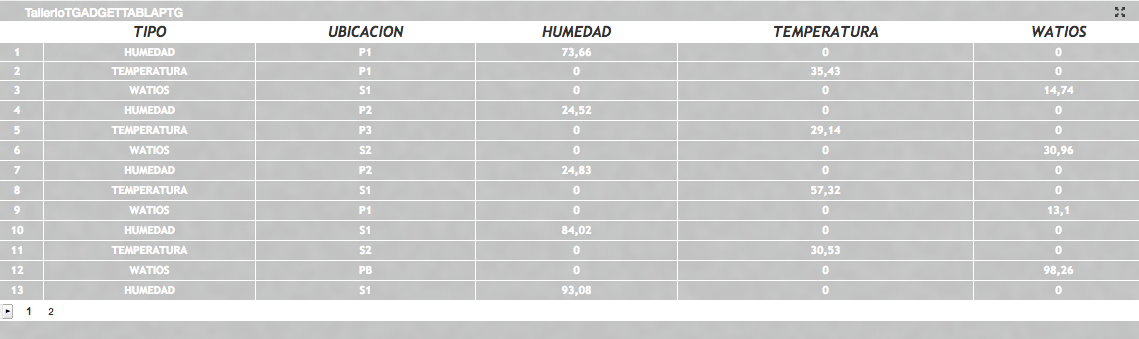 TallerIoTGADGETTABLAPTG
TIPO UBICACION HUMEDAD TEMPERATURA WATIOS
1 HUMEDAD P1 73,66 0 0
2 TEMPERATURA P1 0 35,43 0
3 WATIOS S1 0 0 14,74
4 HUMEDAD P2 24,52 0 0
5 TEMPERATURA P3 0 29,14 0
6 WATIOS S2 0 0 30,96
7 HUMEDAD P2 24,83 0 0
8 TEMPERATURA S1 0 57,32 0
9 WATIOS P1 0 0 13,1
10 HUMEDAD S1 84,02 0 0
11 TEMPERATURA S2 0 30,53 0
12 WATIOS PB 0 0 98,26
13 HUMEDAD S1 93,08 0 0
1 2